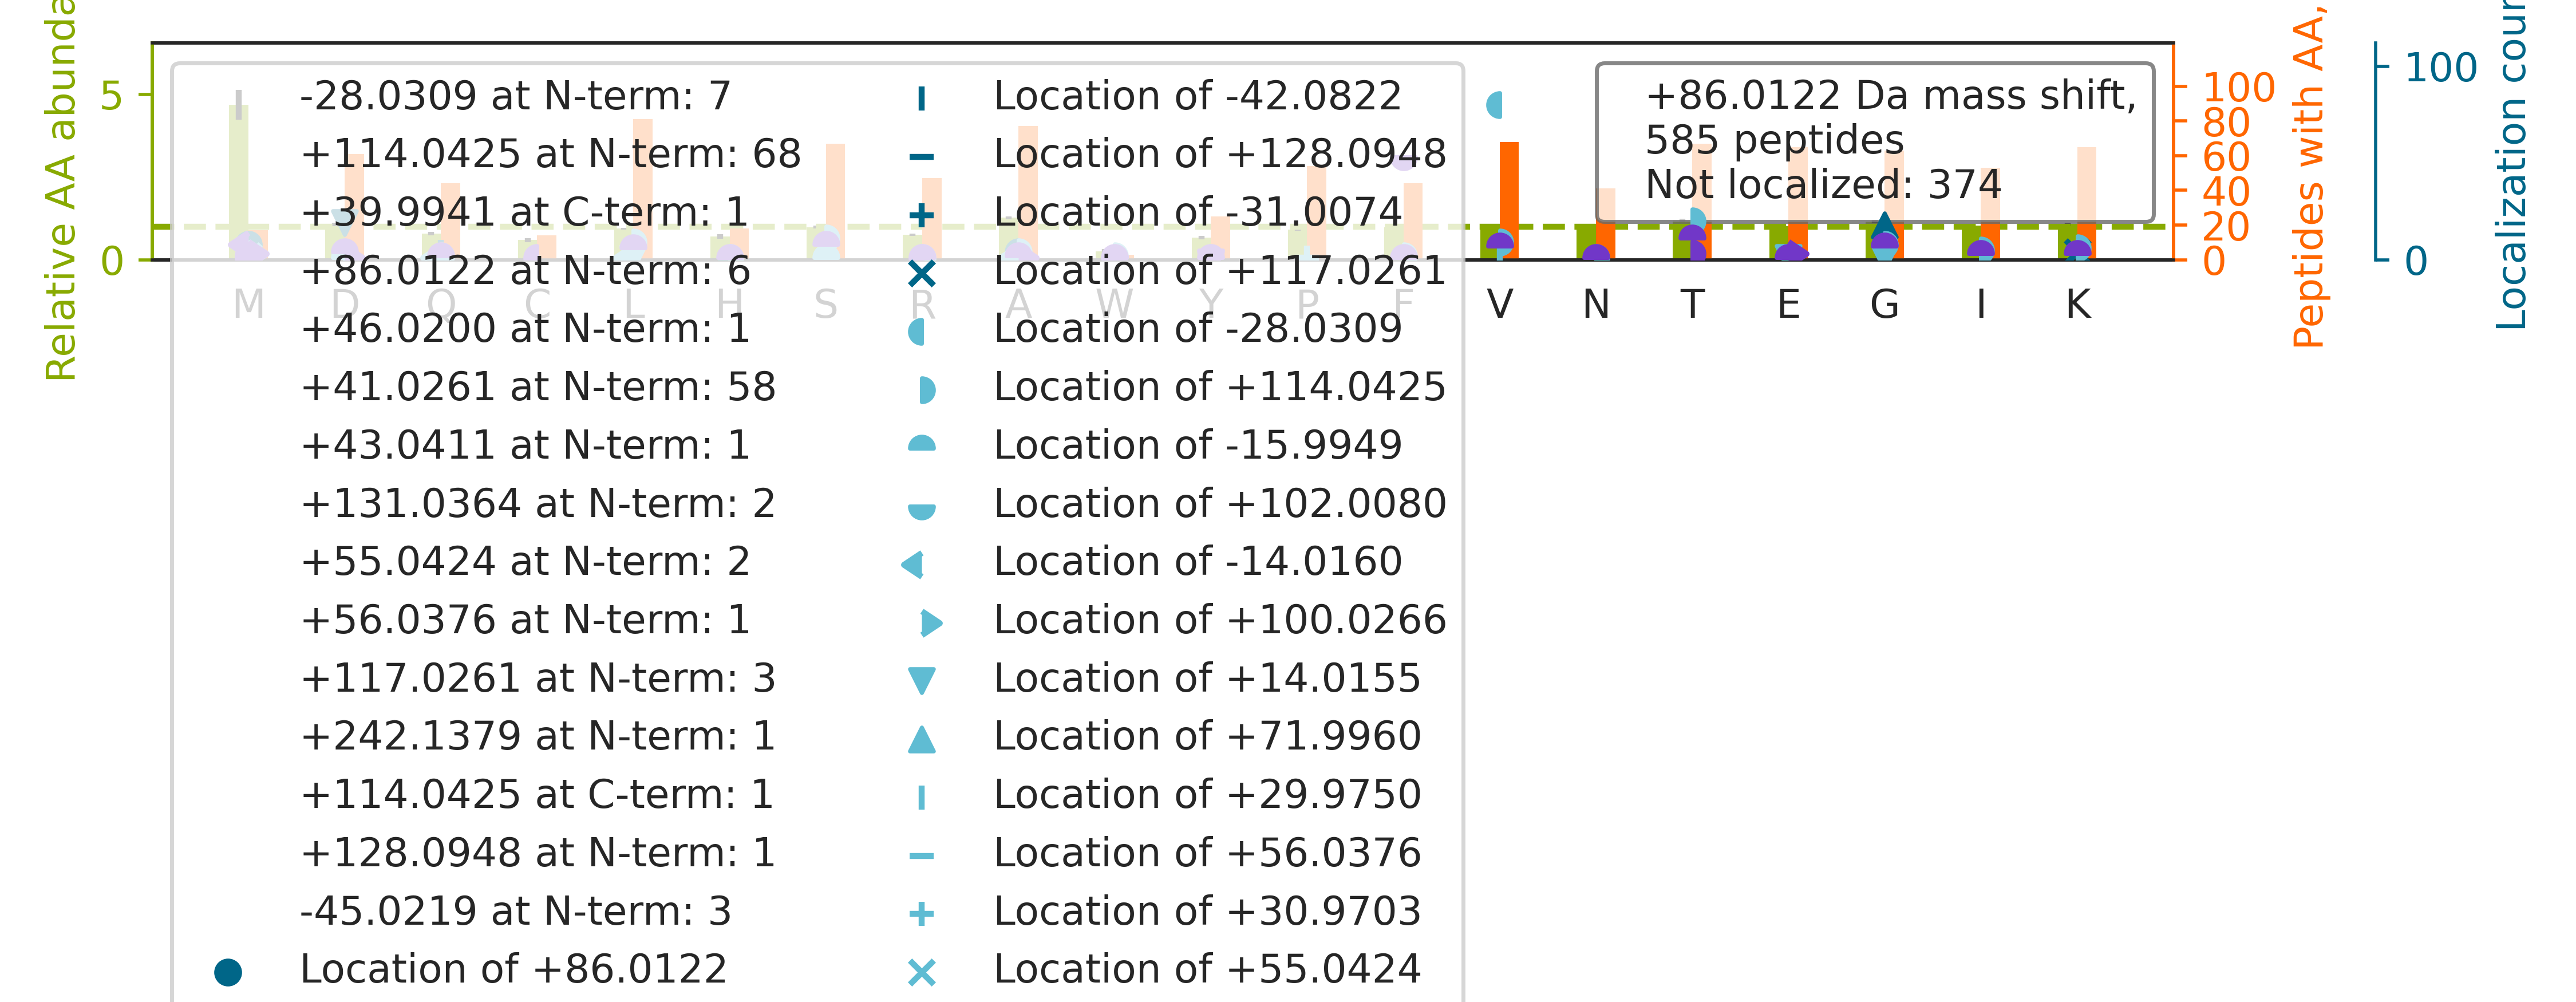 Relative AA abunda
5
0
-28.0309 at N-term: 7
+114.0425 at N-term: 68
+39.9941 at C-term: 1
+86.0122 at N-term: 6
+46.0200 at N-term: 1
+41.0261 at N-term: 58
+43.0411 at N-term: 1
+131.0364 at N-term: 2
+55.0424 at N-term: 2
+56.0376 at N-term: 1
+117.0261 at N-term: 3
+242.1379 at N-term: 1
+114.0425 at C-term: 1
+128.0948 at N-term: 1
-45.0219 at N-term: 3
Location of +86.0122
Location of -42.0822
Location of +128.0948
Location of -31.0074
Location of +117.0261
Location of -28.0309
Location of +114.0425
Location of -15.9949
Location of +102.0080
Location of -14.0160
Location of +100.0266
Location of +14.0155
Location of +71.9960
Location of +29.9750
Location of +56.0376
Location of +30.9703
Location of +55.0424
+86.0122 Da mass shift,
585 peptides
Not localized: 374
M D Q C L H S R A W Y P F V N T E G I K
100
80
60
40
20
0
Peptides with AA,
100
0
Localization cour